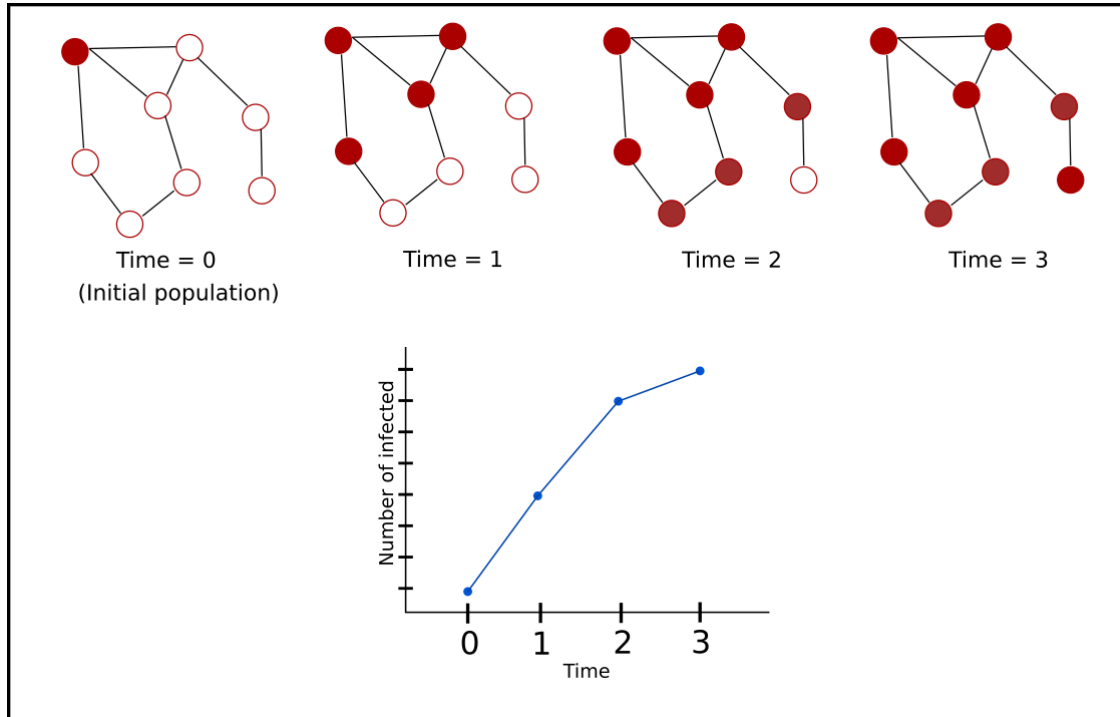 Time = 0
(Initial population)
Time = 1
Time = 2
Time = 3
Number of infected
0 1 2 3
Time